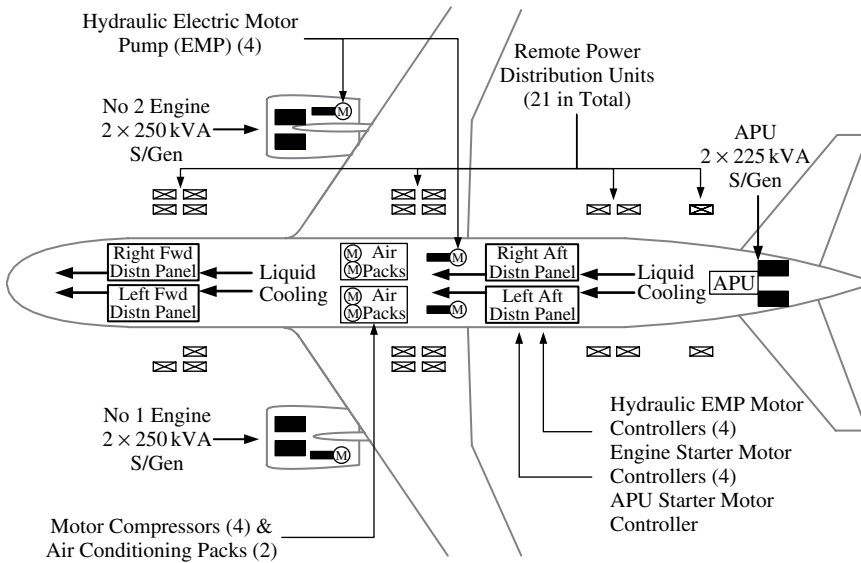 Hydraulic Electric Motor
Pump (EMP) (4)
Remote Power
Distribution Units
(21 in Total)
No 2 Engine
2 × 250 kVA
S/Gen
M
APU
2 × 225 kVA
S/Gen
Right Fwd
Distn Panel
Left Fwd
Distn Panel
Liquid
Cooling
M Air
M Packs
M Air
M Packs
M
M
Right Aft
Distn Panel
Left Aft
Distn Panel
Liquid
Cooling
APU
No 1 Engine
2 × 250 kVA
S/Gen
M
Hydraulic EMP Motor
Controllers (4)
Engine Starter Motor
Controllers (4)
APU Starter Motor
Controller
Motor Compressors (4) &
Air Conditioning Packs (2)